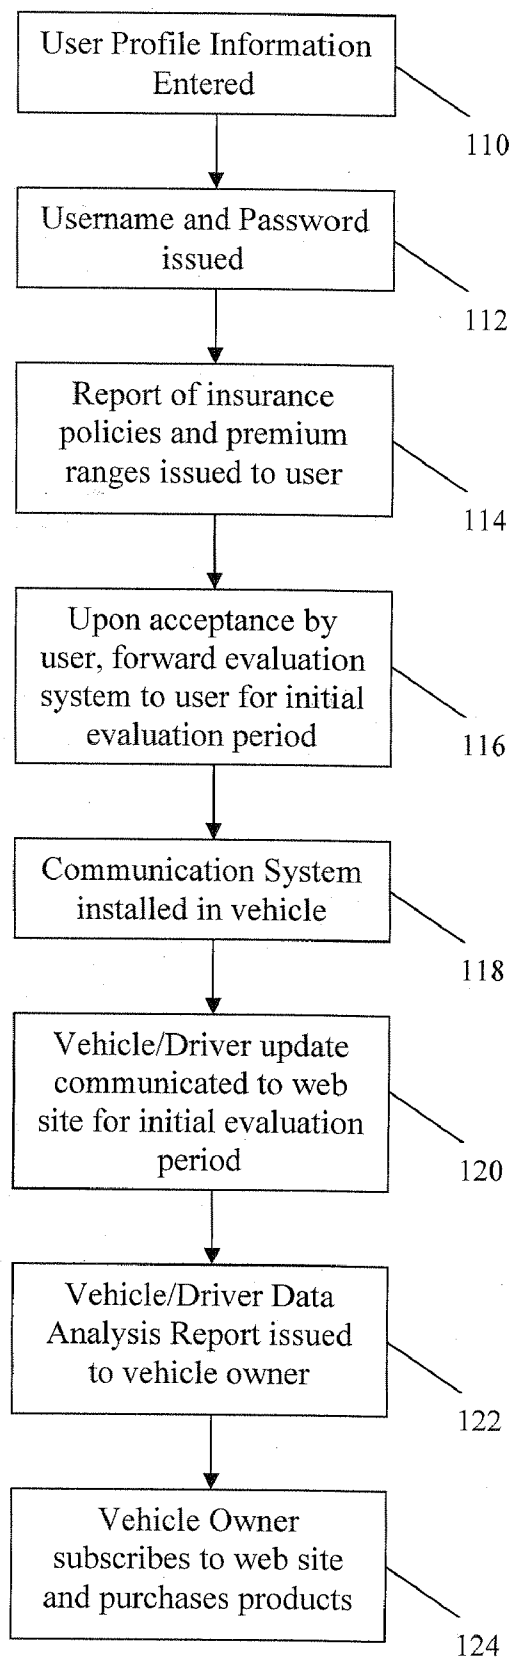 User Profile Information
Entered
110
Username and Password
issued
112
Report of insurance
policies and premium
ranges issued to user
114
Upon acceptance by
user, forward evaluation
system to user for initial
evaluation period
116
Communication System
installed in vehicle
118
Vehicle/Driver update
communicated to web
site for initial evaluation
period
120
Vehicle/Driver Data
Analysis Report issued
to vehicle owner
122
Vehicle Owner
subscribes to web site
and purchases products
124